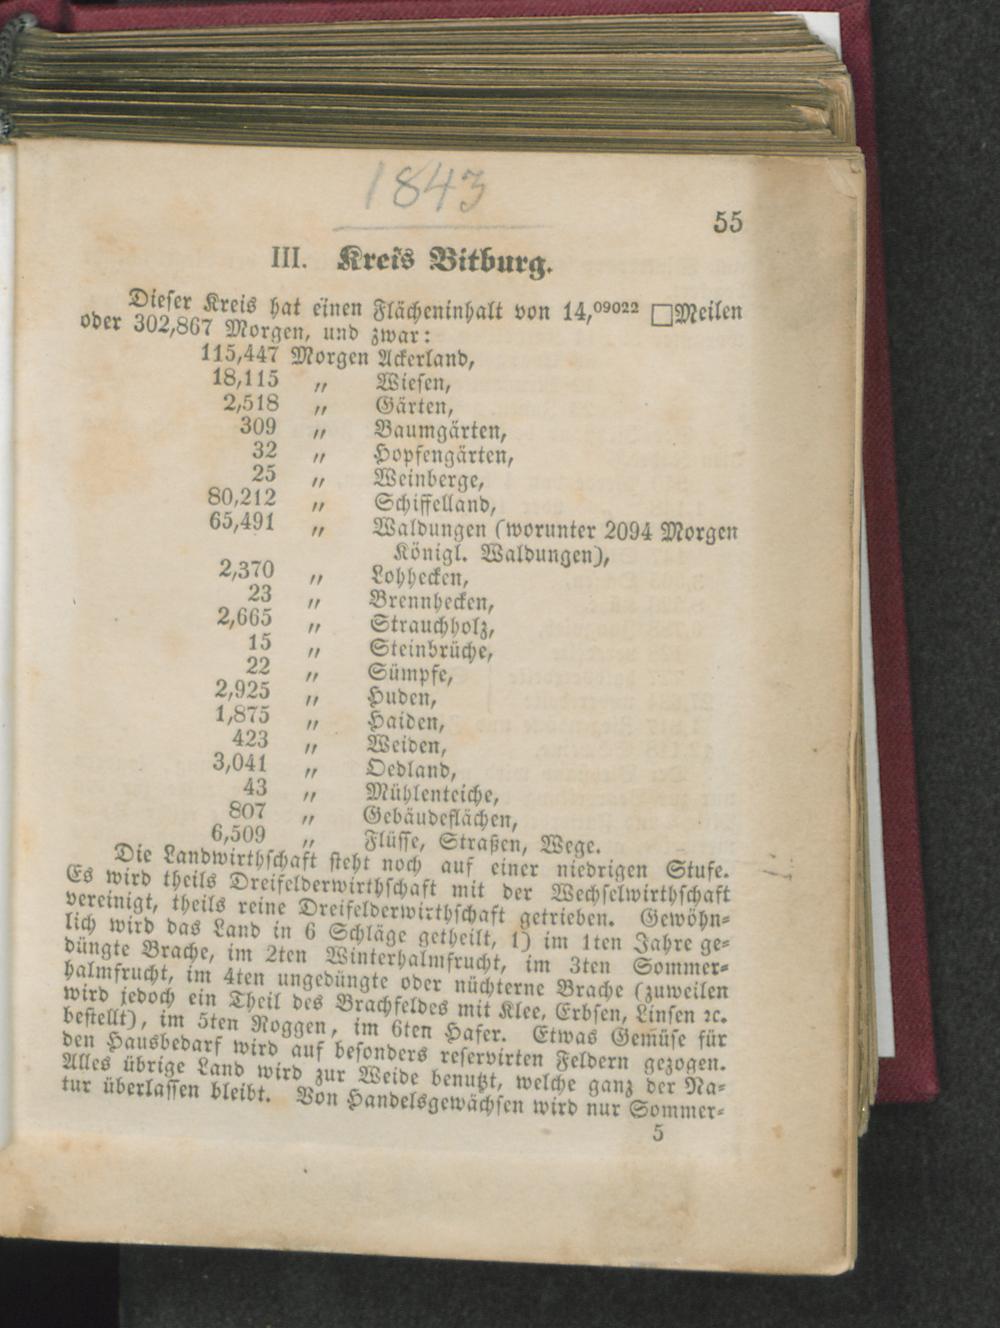 1843
55
III. Kreis Bitburg.
Dieser Kreis hat einen Flächeninhalt von 14,⁰⁹⁰²² □Meilen
oder 302,867 Morgen, und zwar:
115,447 Morgen Ackerland,
18,115 „ Wiesen,
2,518 „ Gärten,
309 „ Baumgärten,
32 „ Hopfengärten,
25 „ Weinberge,
80,212 „ Schiffelland,
65,491 „ Waldungen (worunter 2094 Morgen
Königl. Waldungen),
2,370 „ Lohhecken,
23 „ Brennhecken,
2,665 „ Strauchholz,
15 „ Steinbrüche,
22 „ Sümpfe,
2,925 „ Huden,
1,875 „ Haiden,
423 „ Weiden,
3,041 „ Oedland,
43 „ Mühlenteiche,
807 „ Gebäudeflächen,
6,509 „ Flüsse, Straßen, Wege.
Die Landwirthschaft steht noch auf einer niedrigen Stufe.
Es wird theils Dreifelderwirthschaft mit der Wechselwirthschaft
vereinigt, theils reine Dreifelderwirthschaft getrieben. Gewöhn-
lich wird das Land in 6 Schläge getheilt, 1) im 1ten Jahre ge-
düngte Brache, im 2ten Winterhalmfrucht, im 3ten Sommer-
halmfrucht, im 4ten ungedüngte oder nüchterne Brache (zuweilen
wird jedoch ein Theil des Brachfeldes mit Klee, Erbsen, Linsen ꝛc.
bestellt), im 5ten Roggen, im 6ten Hafer. Etwas Gemüse für
den Hausbedarf wird auf besonders reservirten Feldern gezogen.
Alles übrige Land wird zur Weide benutzt, welche ganz der Na-
tur überlassen bleibt. Von Handelsgewächsen wird nur Sommer-
5